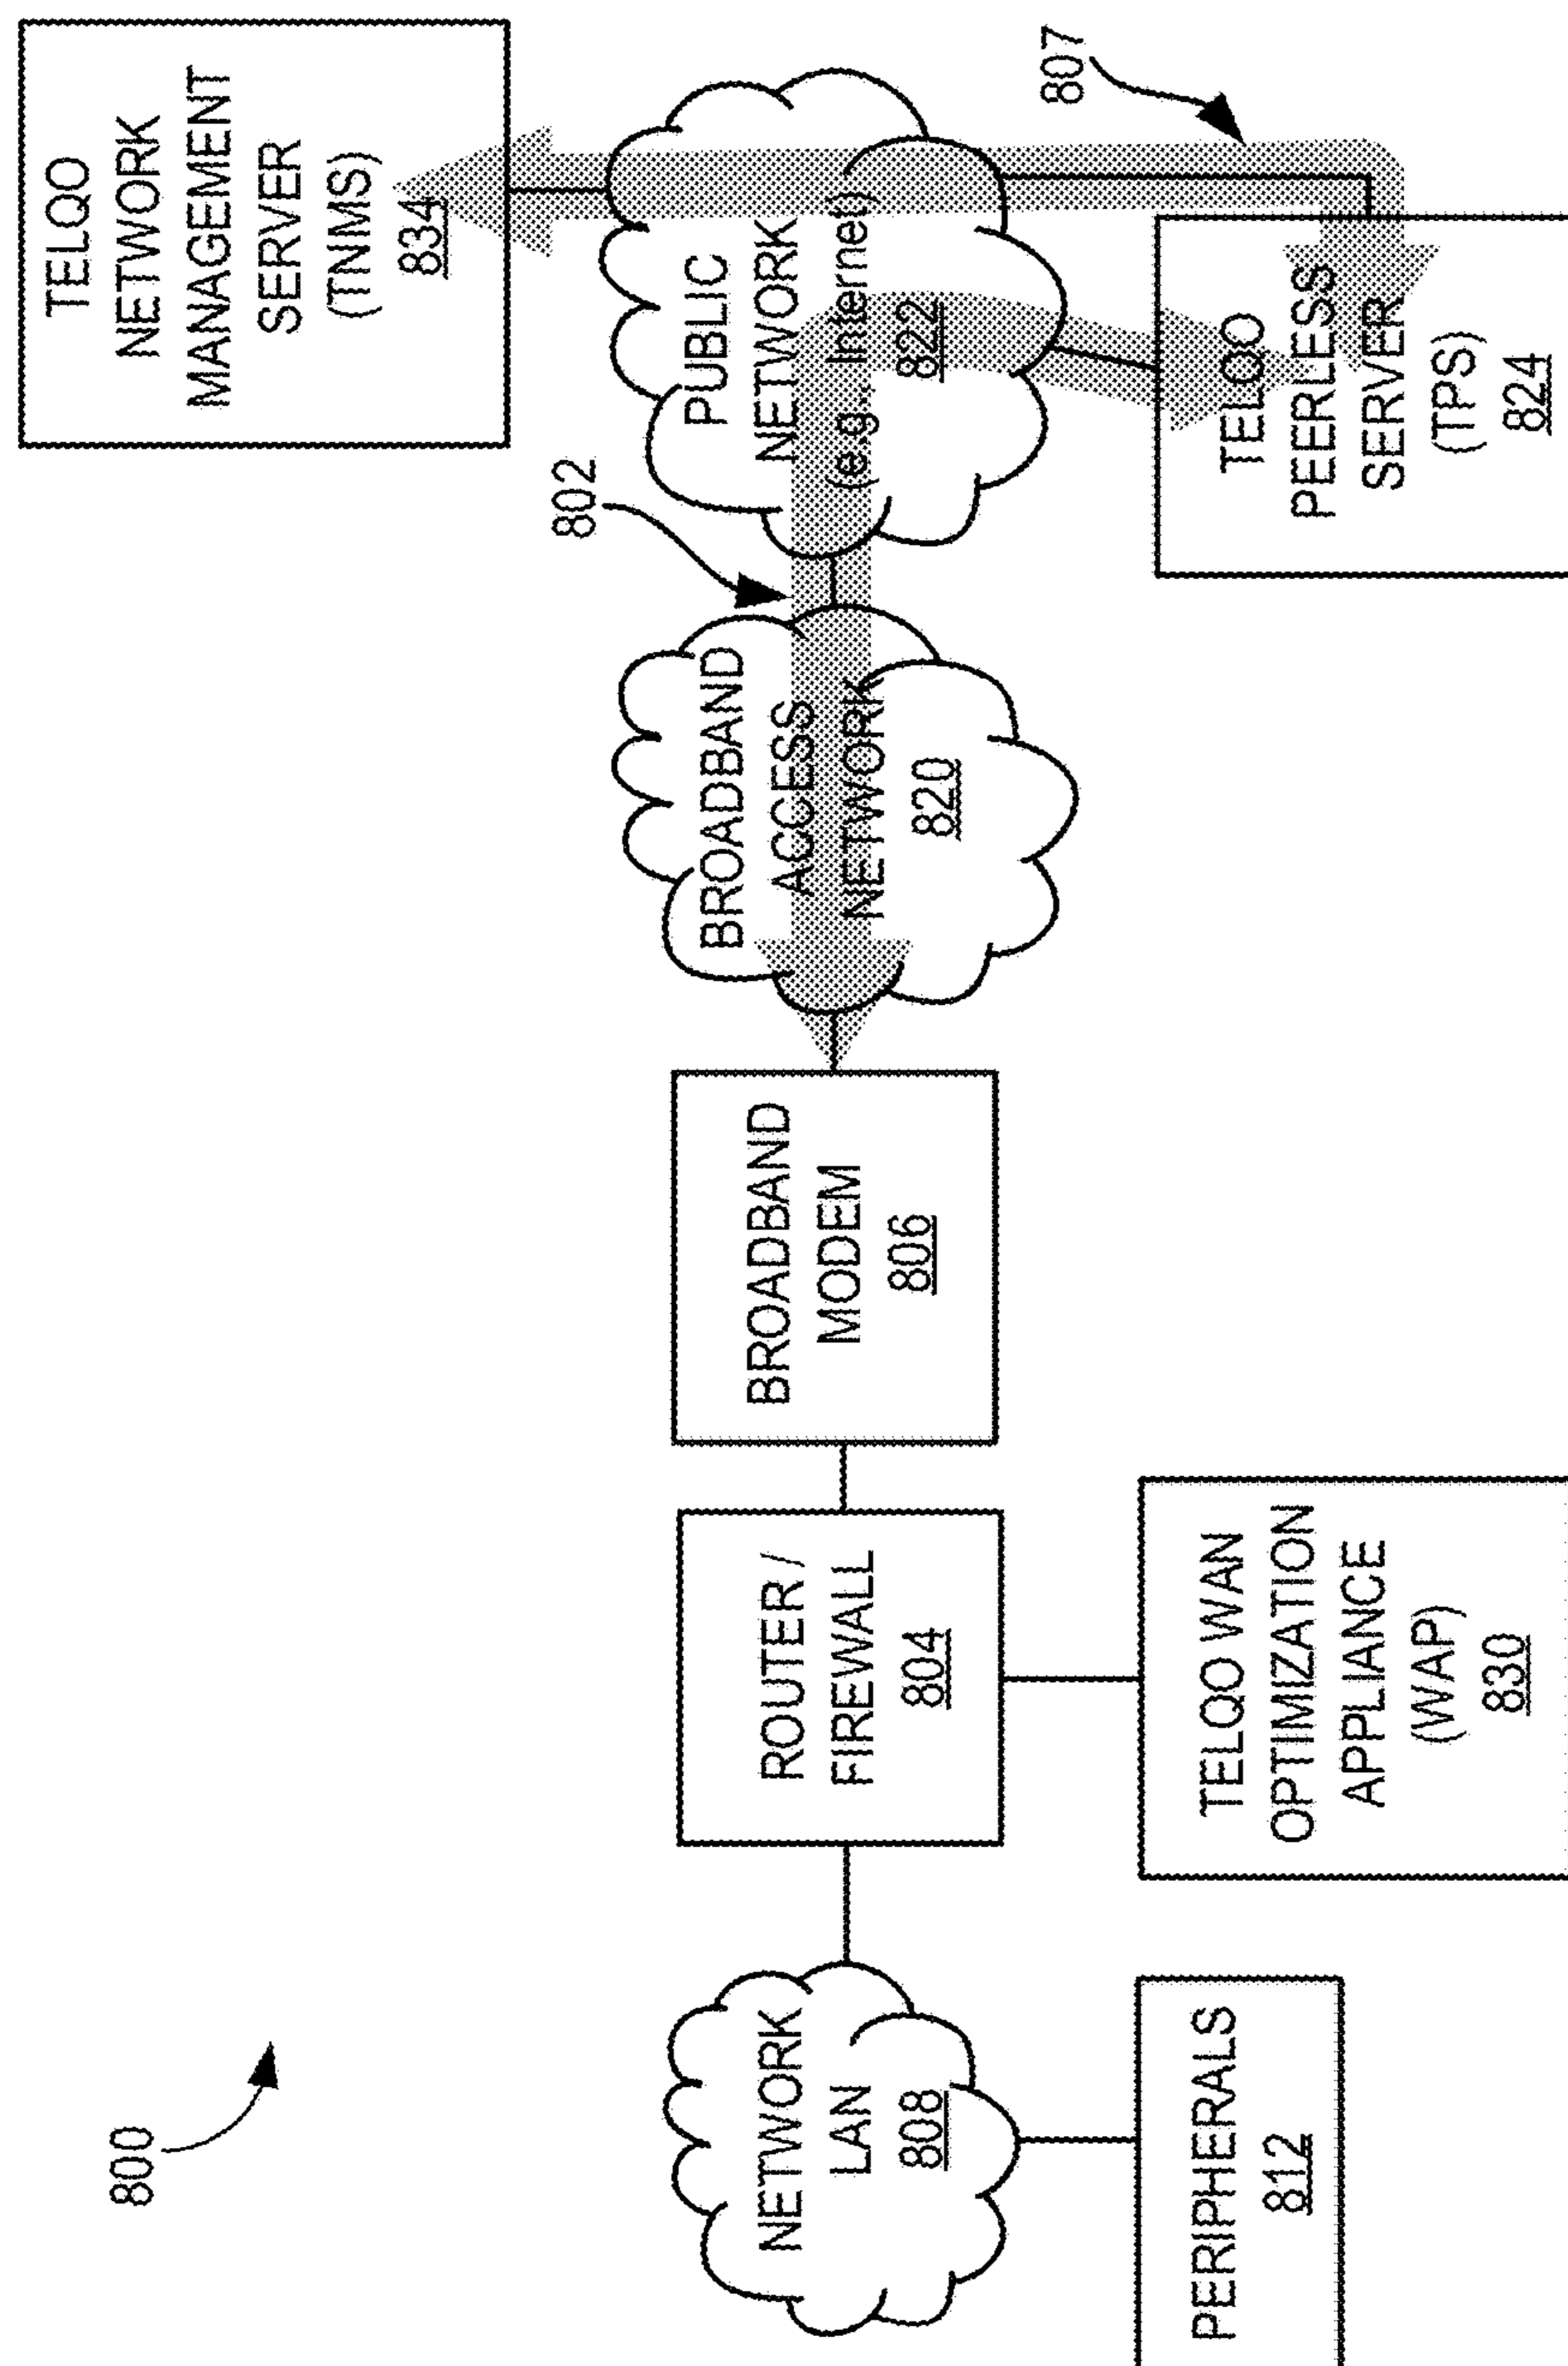 800
NETWORK
LAN
808
PERIPHERALS
812
ROUTER /
FIREWALL
804
TELQO WAN
OPTIMIZATION
APPLIANCE
(WAP)
830
BROADBAND
MODEM
806
BROADBAND
ACCESS
NETWORK
820
802
PUBLIC
NETWORK
(e.g., Internet)
822
TELQO
NETWORK
MANAGEMENT
SERVER
(TNMS)
834
807
TELQO
PEERLESS
SERVER
(TPS)
824